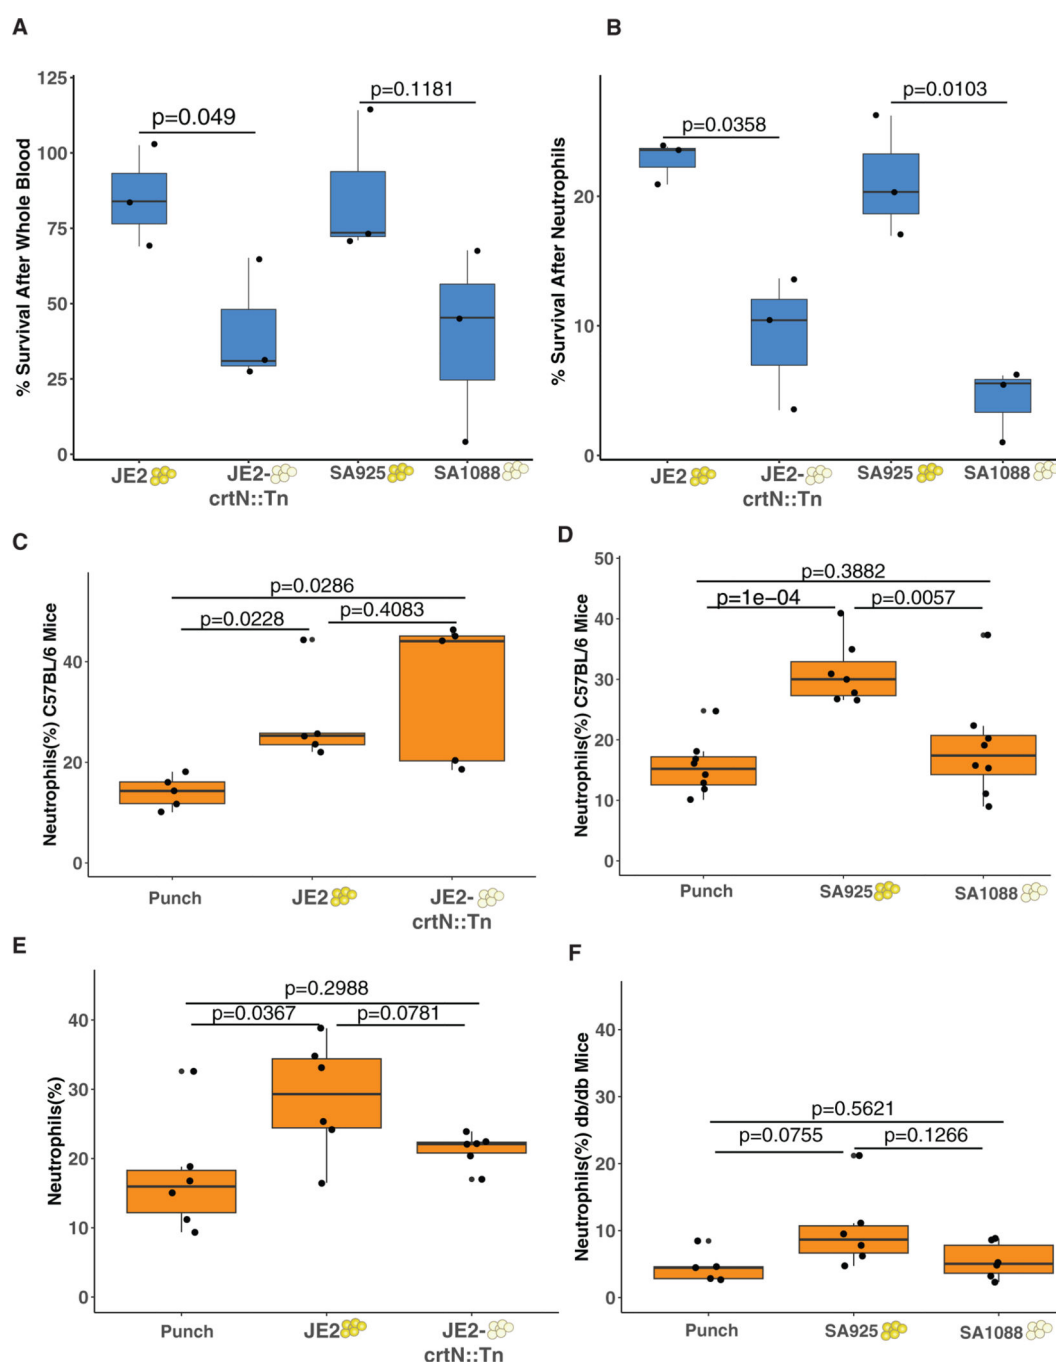 A
% Survival After Whole Blood
125
100
75
50
25
0
p=0.049
p=0.1181
JE2
JE2-
crtN::Tn
SA925
SA1088
B
% Survival After Neutrophils
20
10
0
p=0.0358
p=0.0103
JE2
JE2-
crtN::Tn
SA925
SA1088
C
Neutrophils(%) C57BL/6 Mice
40
20
0
p=0.0286
p=0.0228
p=0.4083
Punch
JE2
JE2-
crtN::Tn
D
Neutrophils(%) C57BL/6 Mice
50
40
30
20
10
0
p=0.3882
p=1e−04
p=0.0057
Punch
SA925
SA1088
E
Neutrophils(%)
40
30
20
10
0
p=0.2988
p=0.0367
p=0.0781
Punch
JE2
JE2-
crtN::Tn
F
Neutrophils(%) db/db Mice
40
30
20
10
0
p=0.5621
p=0.0755
p=0.1266
Punch
SA925
SA1088